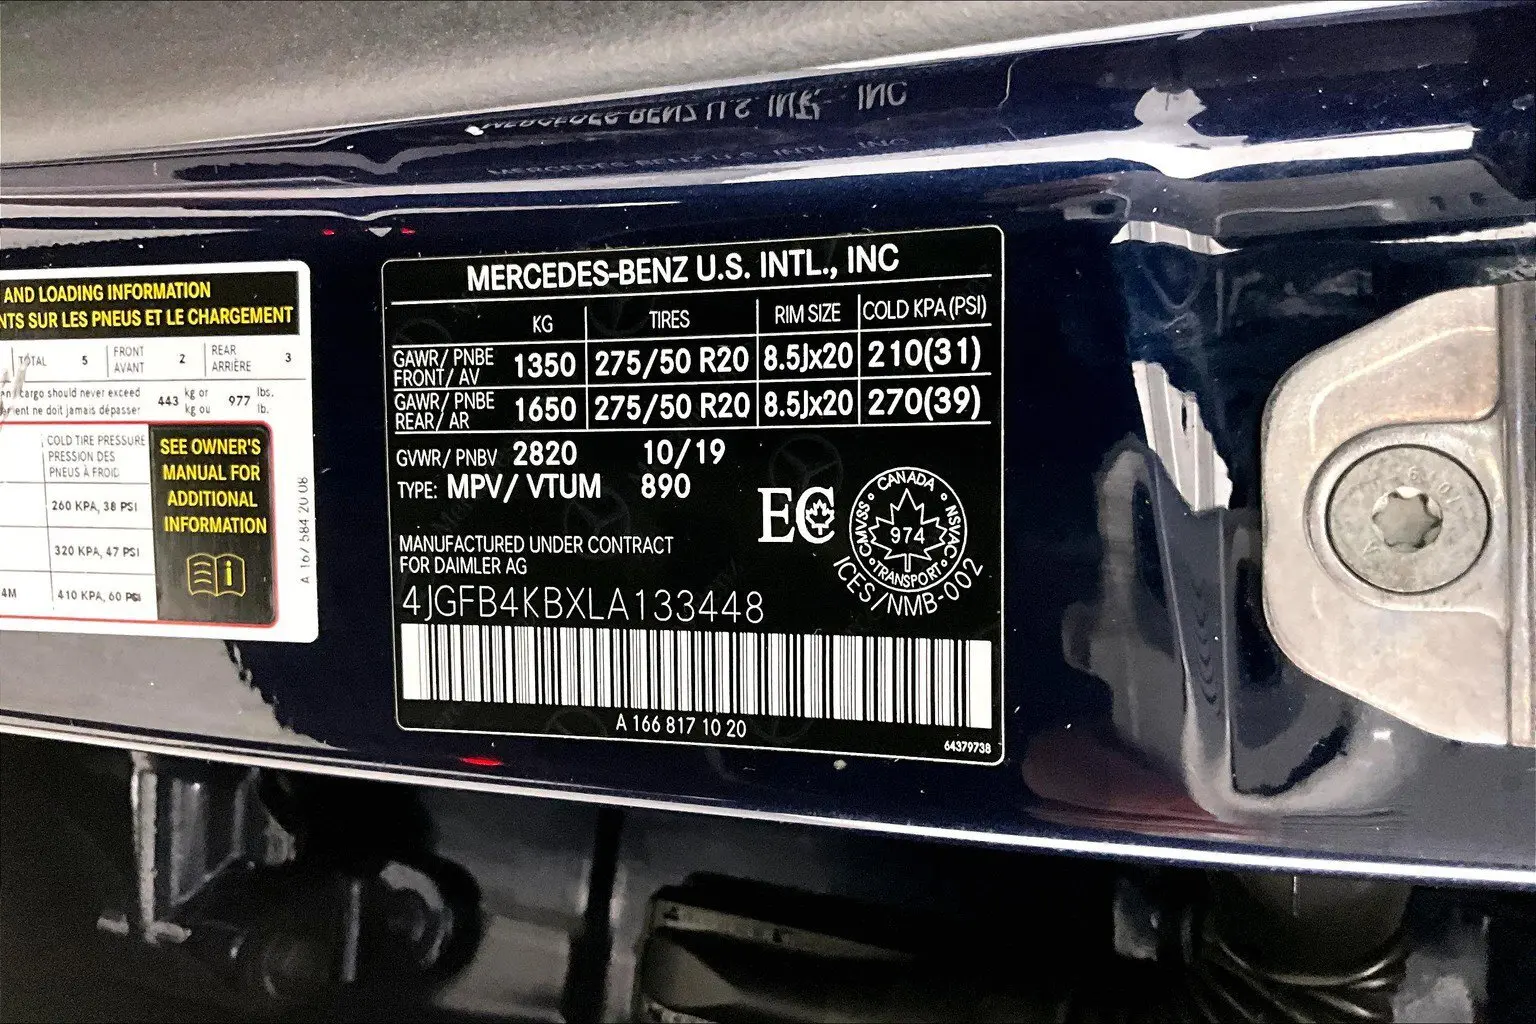 AND LOADING INFORMATION
NTS SUR LES PNEUS ET LE CHARGEMENT
TOTAL 5 FRONT AVANT 2 REAR ARRIÈRE 3
cargo should never exceed
ent ne doit jamais dépasser
443 kg or kg ou 977 lbs. lb.
COLD TIRE PRESSURE
PRESSION DES
PNEUS À FROID
260 KPA, 38 PSI
320 KPA, 47 PSI
4M 410 KPA, 60 PSI
SEE OWNER'S
MANUAL FOR
ADDITIONAL
INFORMATION
A 167 584 20 08
MERCEDES-BENZ U.S. INTL., INC
KG TIRES RIM SIZE COLD KPA (PSI)
GAWR/ PNBE FRONT/ AV 1350 275/50 R20 8.5Jx20 210(31)
GAWR/ PNBE REAR/ AR 1650 275/50 R20 8.5Jx20 270(39)
GVWR/ PNBV 2820 10/19
TYPE: MPV/ VTUM 890
MANUFACTURED UNDER CONTRACT
FOR DAIMLER AG
EC
CANADA
CMVSS
NSVAC
974
TRANSPORT
ICES/NMB-002
4JGFB4KBXLA133448
A 166 817 10 20
64379738